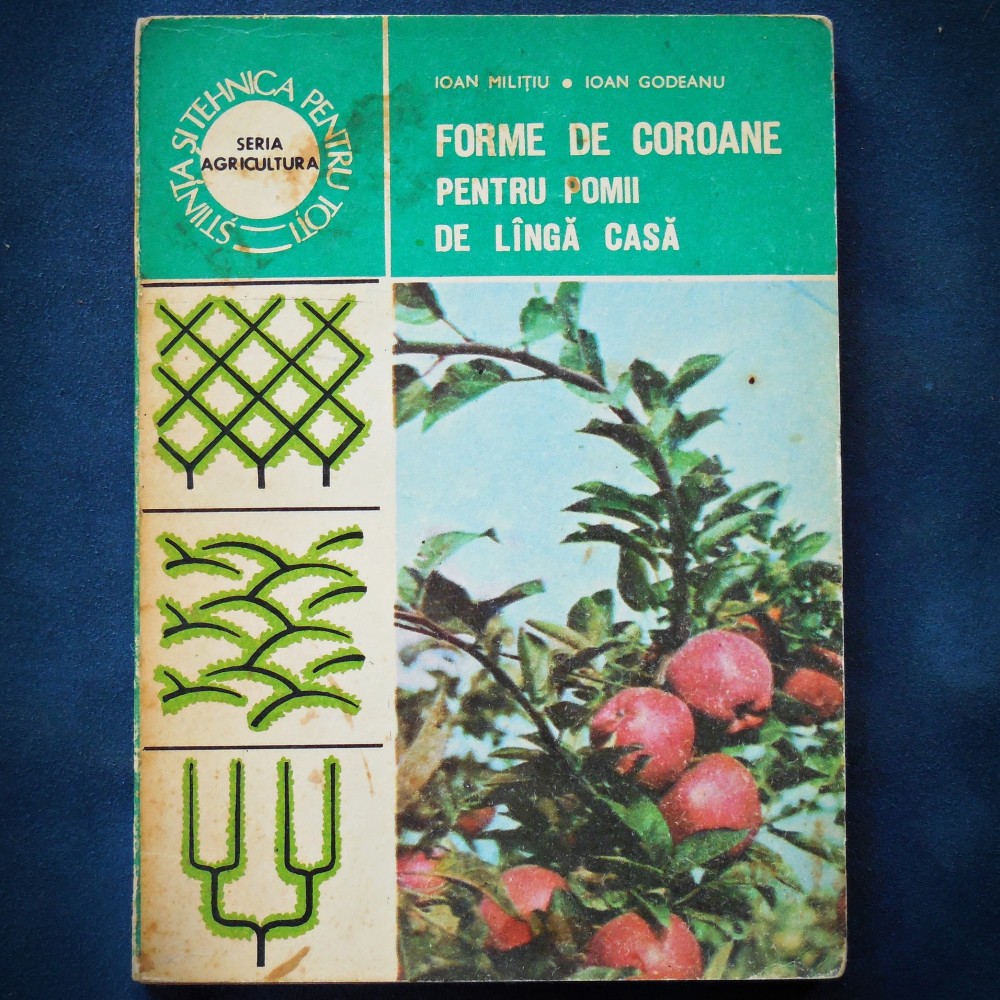 ȘTIINȚA ȘI TEHNICA PENTRU TOȚI
SERIA
AGRICULTURA
IOAN MILIȚIU • IOAN GODEANU
FORME DE COROANE
PENTRU POMII
DE LÎNGĂ CASĂ